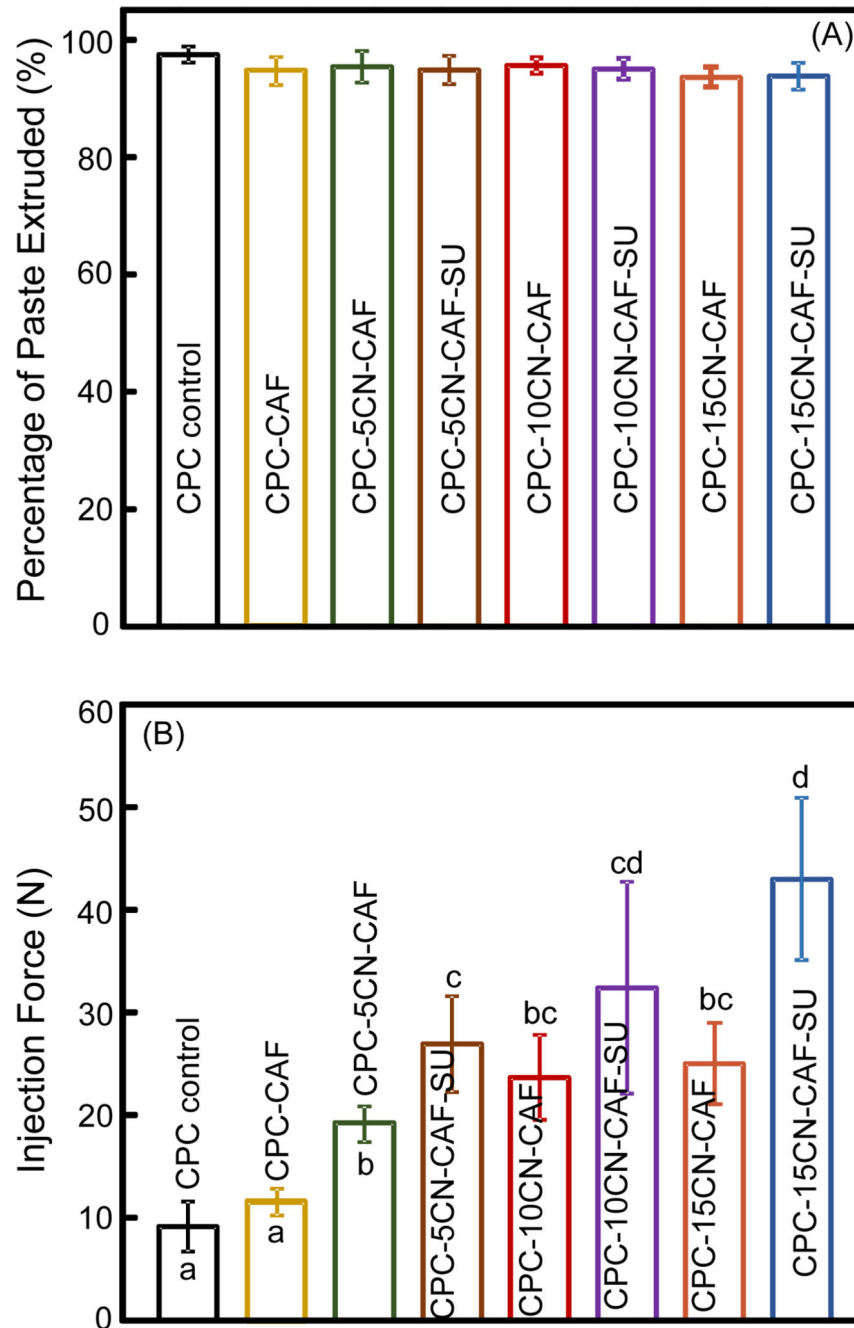 (A)
Percentage of Paste Extruded (%)
100
80
60
40
20
0
CPC control
CPC-CAF
CPC-5CN-CAF
CPC-5CN-CAF-SU
CPC-10CN-CAF
CPC-10CN-CAF-SU
CPC-15CN-CAF
CPC-15CN-CAF-SU
(B)
Injection Force (N)
60
50
40
30
20
10
0
CPC control
a
CPC-CAF
a
CPC-5CN-CAF
b
c
CPC-5CN-CAF-SU
bc
CPC-10CN-CAF
cd
CPC-10CN-CAF-SU
bc
CPC-15CN-CAF
d
CPC-15CN-CAF-SU